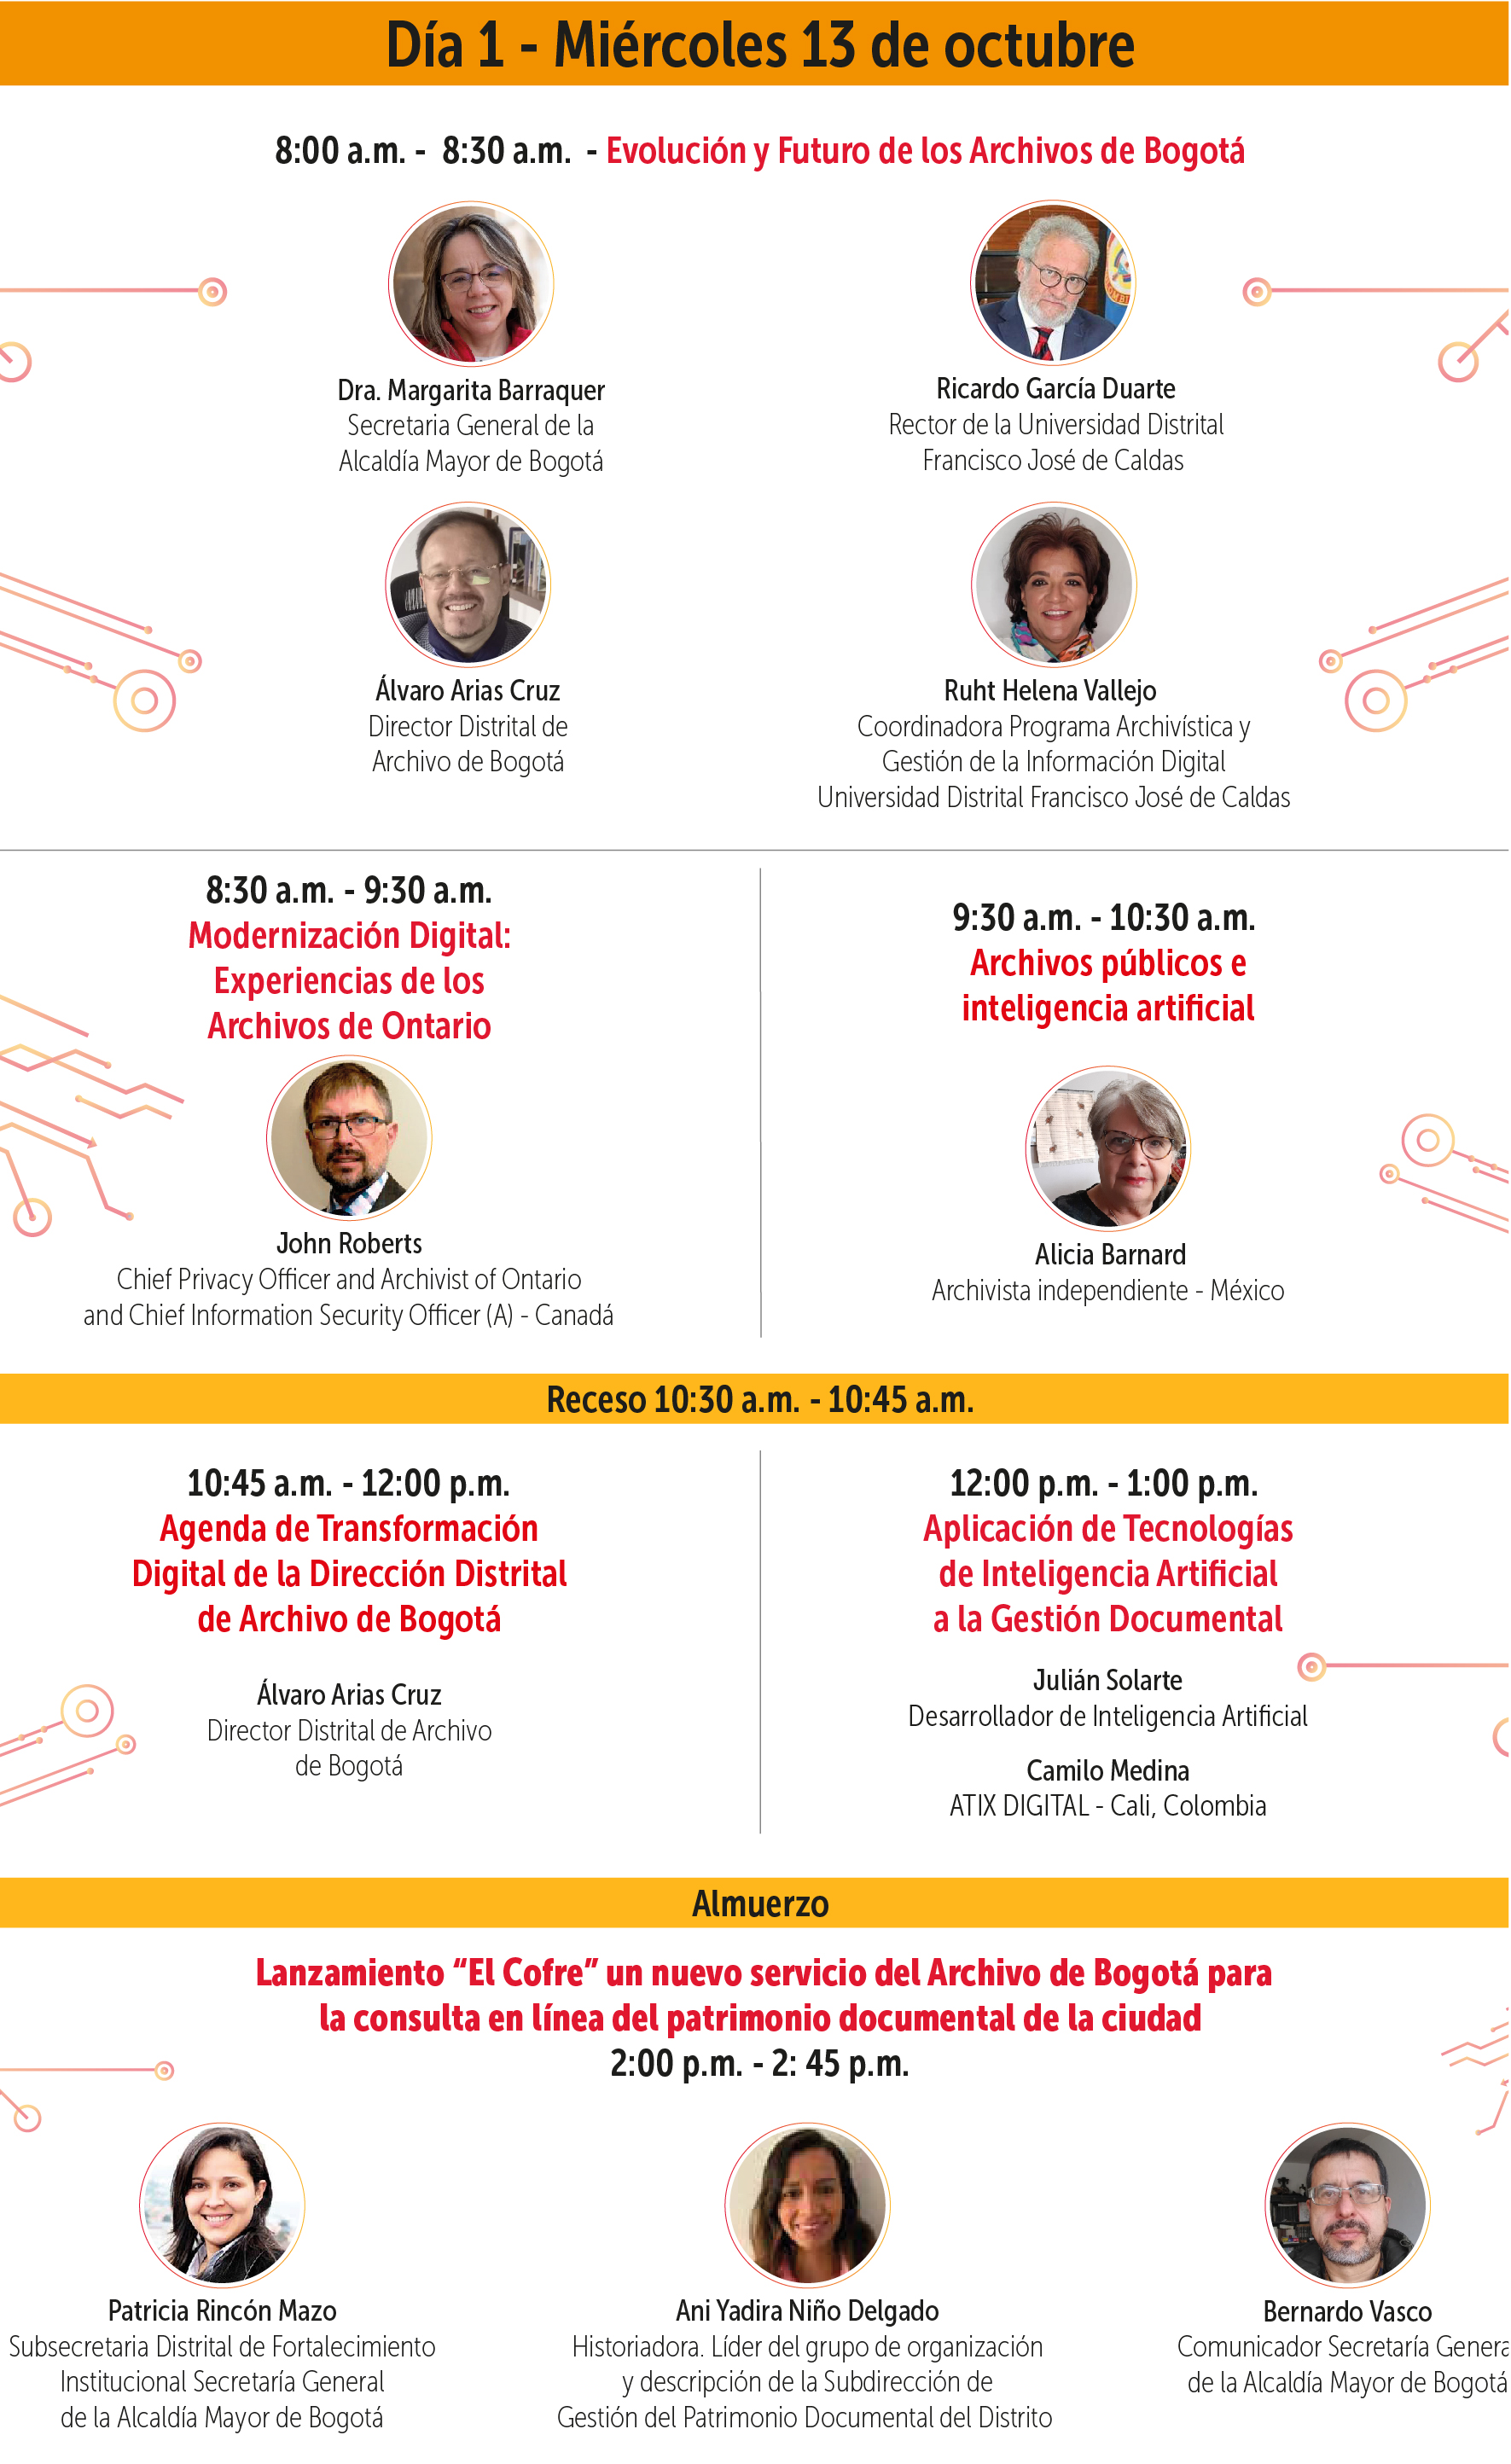 Día 1 - Miércoles 13 de octubre
8:00 a.m. - 8:30 a.m. - Evolución y Futuro de los Archivos de Bogotá
Dra. Margarita Barraquer
Secretaria General de la
Alcaldía Mayor de Bogotá
Ricardo García Duarte
Rector de la Universidad Distrital
Francisco José de Caldas
Álvaro Arias Cruz
Director Distrital de
Archivo de Bogotá
Ruht Helena Vallejo
Coordinadora Programa Archivística y
Gestión de la Información Digital
Universidad Distrital Francisco José de Caldas
8:30 a.m. - 9:30 a.m.
Modernización Digital:
Experiencias de los
Archivos de Ontario
John Roberts
Chief Privacy Officer and Archivist of Ontario
and Chief Information Security Officer (A) - Canadá
9:30 a.m. - 10:30 a.m.
Archivos públicos e
inteligencia artificial
Alicia Barnard
Archivista independiente - México
Receso 10:30 a.m. - 10:45 a.m.
10:45 a.m. - 12:00 p.m.
Agenda de Transformación
Digital de la Dirección Distrital
de Archivo de Bogotá
Álvaro Arias Cruz
Director Distrital de Archivo
de Bogotá
12:00 p.m. - 1:00 p.m.
Aplicación de Tecnologías
de Inteligencia Artificial
a la Gestión Documental
Julián Solarte
Desarrollador de Inteligencia Artificial
Camilo Medina
ATIX DIGITAL - Cali, Colombia
Almuerzo
Lanzamiento “El Cofre” un nuevo servicio del Archivo de Bogotá para
la consulta en línea del patrimonio documental de la ciudad
2:00 p.m. - 2: 45 p.m.
Patricia Rincón Mazo
Subsecretaria Distrital de Fortalecimiento
Institucional Secretaría General
de la Alcaldía Mayor de Bogotá
Ani Yadira Niño Delgado
Historiadora. Líder del grupo de organización
y descripción de la Subdirección de
Gestión del Patrimonio Documental del Distrito
Bernardo Vasco
Comunicador Secretaría Genera
de la Alcaldía Mayor de Bogotá